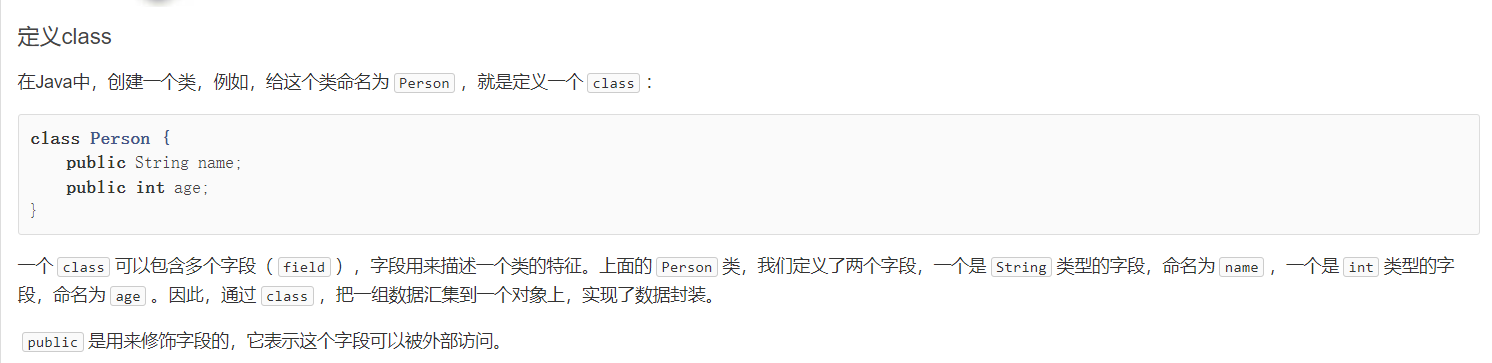 定义class
在Java中，创建一个类，例如，给这个类命名为 Person ，就是定义一个 class ：
class Person {
    public String name;
    public int age;
}
一个 class 可以包含多个字段（ field ），字段用来描述一个类的特征。上面的 Person 类，我们定义了两个字段，一个是 String 类型的字段，命名为 name ，一个是 int 类型的字
段，命名为 age 。因此，通过 class ，把一组数据汇集到一个对象上，实现了数据封装。
public 是用来修饰字段的，它表示这个字段可以被外部访问。